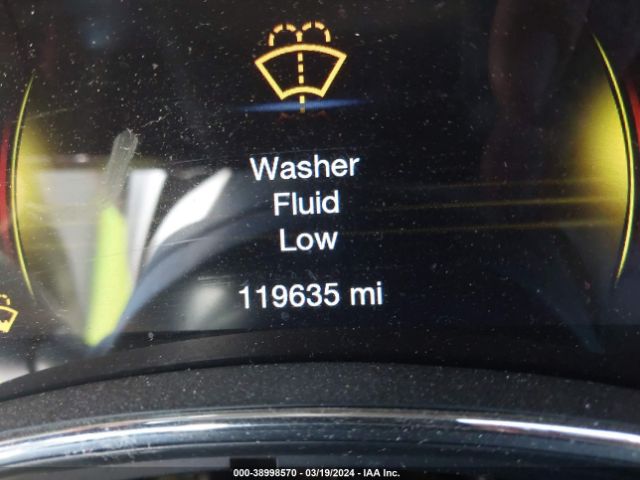 Washer
Fluid
Low
119635 mi
000-38998570 - 03/19/2024 - IAA Inc.